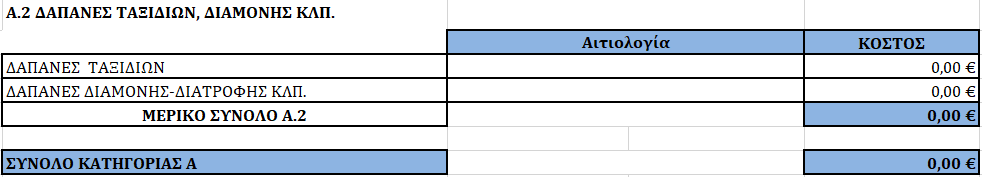 Α.2 ΔΑΠΑΝΕΣ ΤΑΞΙΔΙΩΝ, ΔΙΑΜΟΝΗΣ ΚΛΠ.
Αιτιολογία ΚΟΣΤΟΣ
ΔΑΠΑΝΕΣ ΤΑΞΙΔΙΩΝ 0,00 €
ΔΑΠΑΝΕΣ ΔΙΑΜΟΝΗΣ-ΔΙΑΤΡΟΦΗΣ ΚΛΠ. 0,00 €
ΜΕΡΙΚΟ ΣΥΝΟΛΟ Α.2 0,00 €
ΣΥΝΟΛΟ ΚΑΤΗΓΟΡΙΑΣ Α 0,00 €